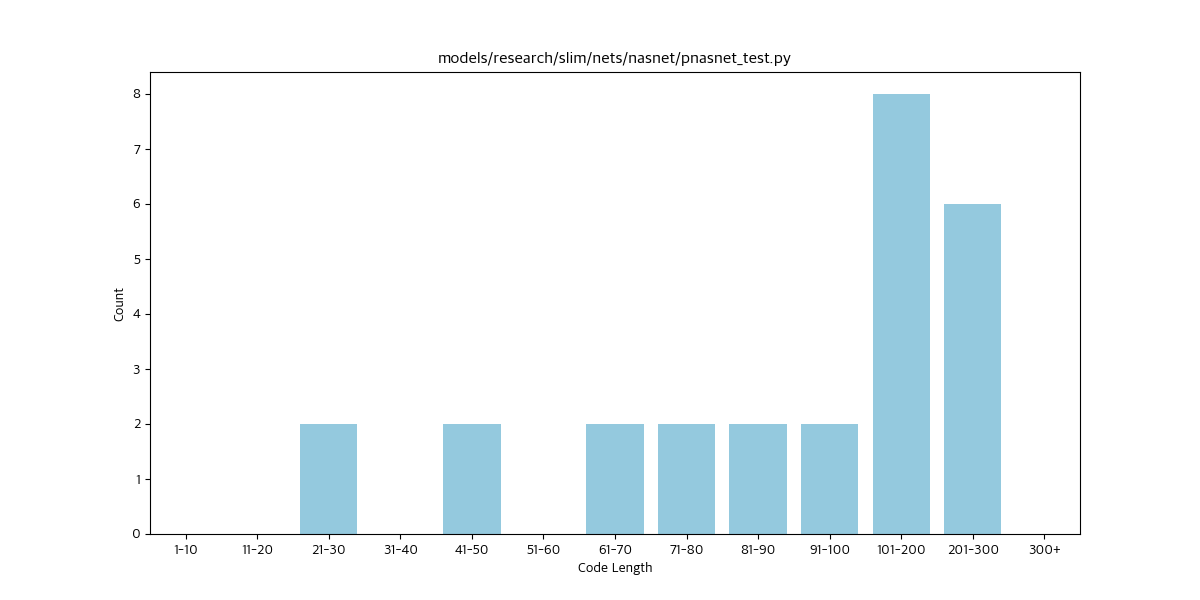 models/research/slim/nets/nasnet/pnasnet_test.py
8
7
6
5
4
3
2
1
0
Count
1-10 11-20 21-30 31-40 41-50 51-60 61-70 71-80 81-90 91-100 101-200 201-300 300+
Code Length